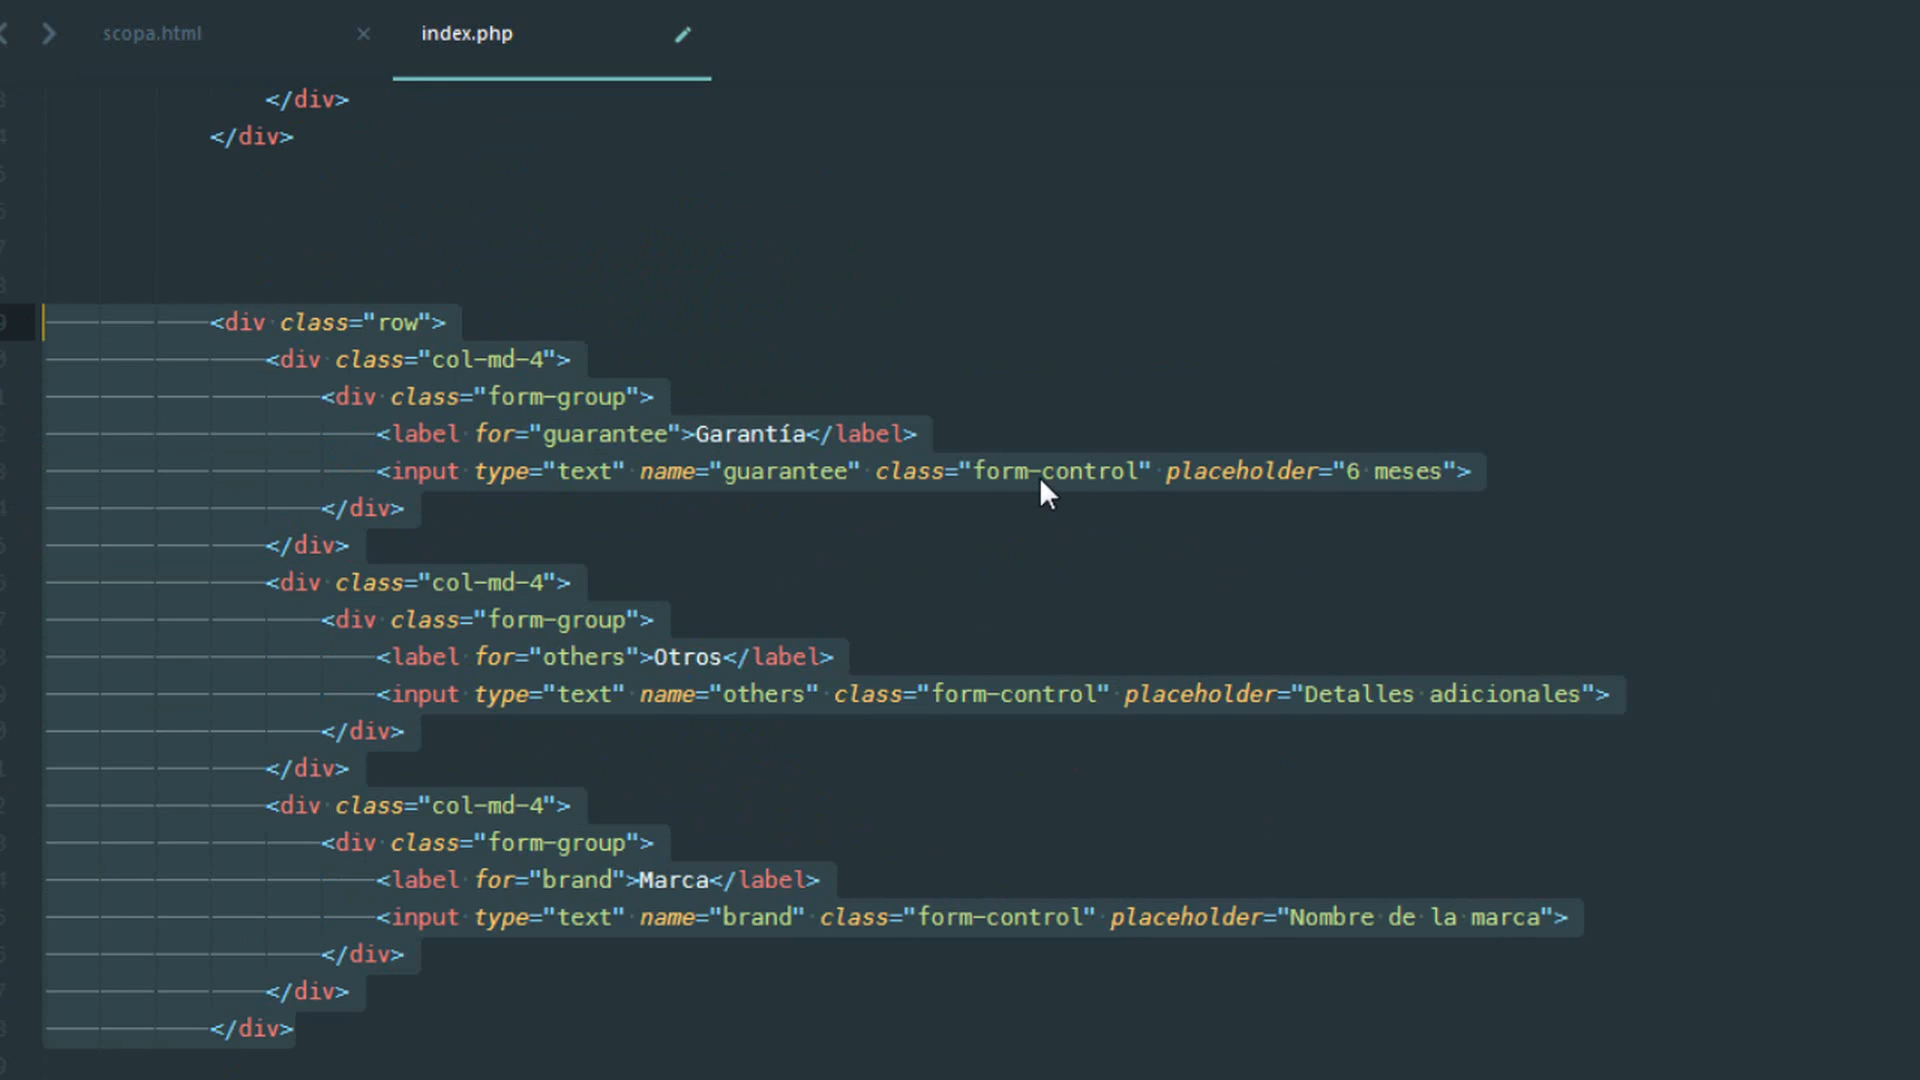 scopa.html index.php
</div>
</div>
<div class="row">
<div class="col-md-4">
<div class="form-group">
<label for="guarantee">Garantía</label>
<input type="text" name="guarantee" class="form-control" placeholder="6 meses">
</div>
</div>
<div class="col-md-4">
<div class="form-group">
<label for="others">Otros</label>
<input type="text" name="others" class="form-control" placeholder="Detalles adicionales">
</div>
</div>
<div class="col-md-4">
<div class="form-group">
<label for="brand">Marca</label>
<input type="text" name="brand" class="form-control" placeholder="Nombre de la marca">
</div>
</div>
</div>